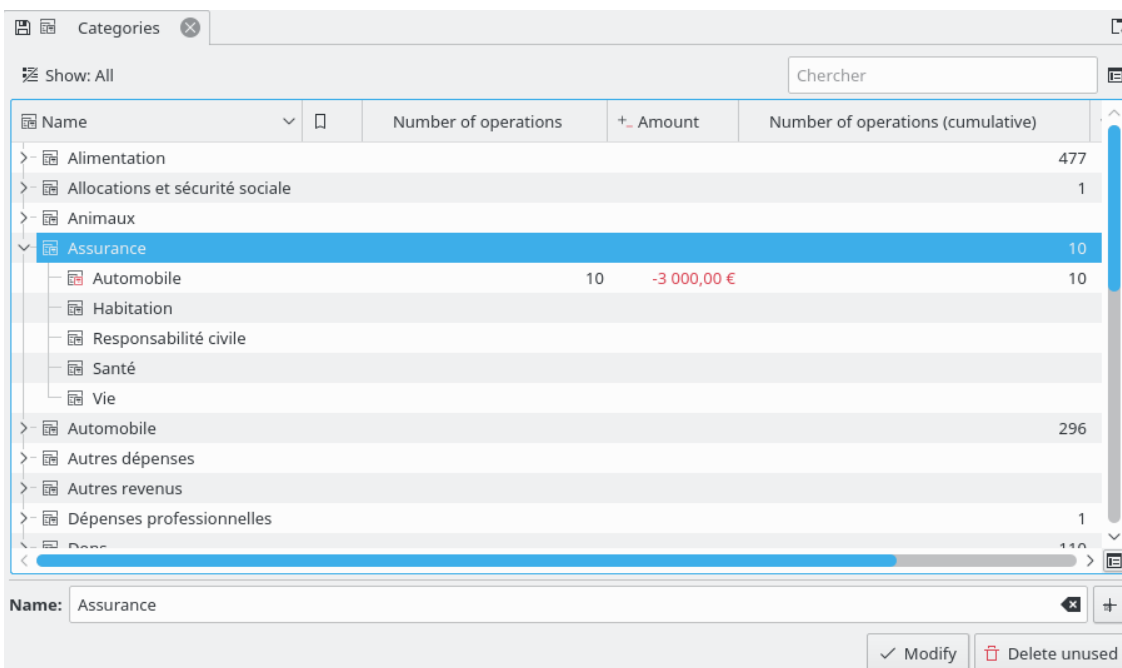 Categories
Show: All
Chercher
Name Number of operations Amount Number of operations (cumulative)
Alimentation 477
Allocations et sécurité sociale 1
Animaux
Assurance 10
Automobile 10 -3 000,00 € 10
Habitation
Responsabilité civile
Santé
Vie
Automobile 296
Autres dépenses
Autres revenus
Dépenses professionnelles 1
Dons 110
Name: Assurance
Modify Delete unused